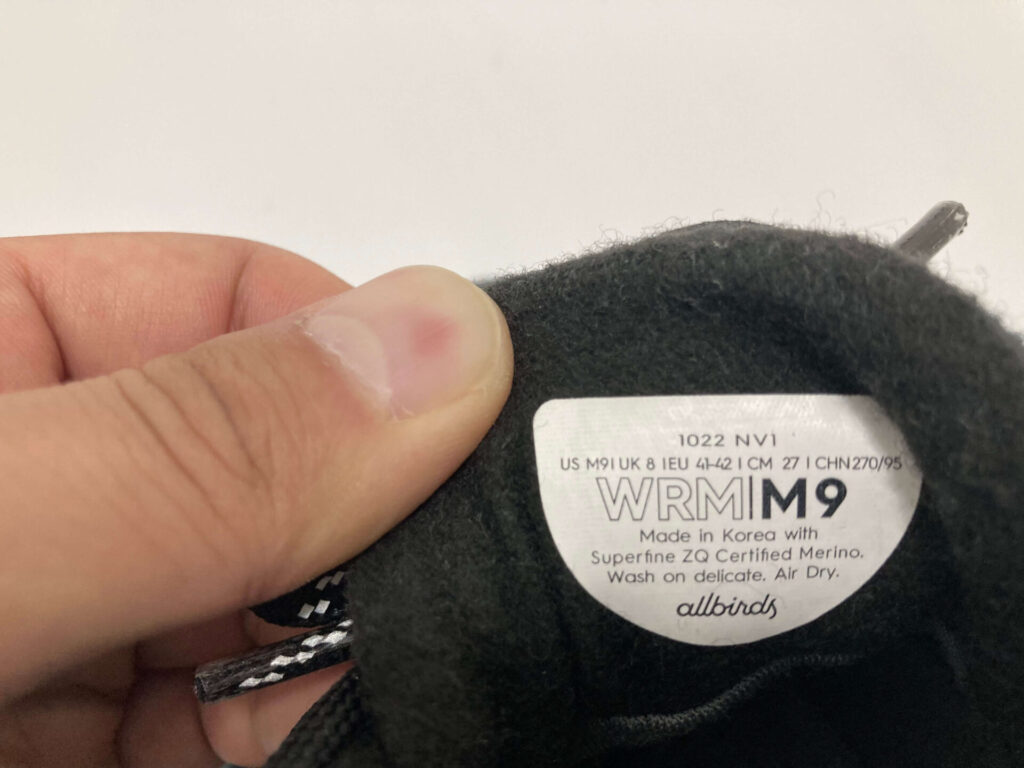 1022 NV1
US M9 | UK 8 | EU 41-42 | CM 27 | CHN 270/95
WRM|M9
Made in Korea with
Superfine ZQ Certified Merino.
Wash on delicate. Air Dry.
allbirds